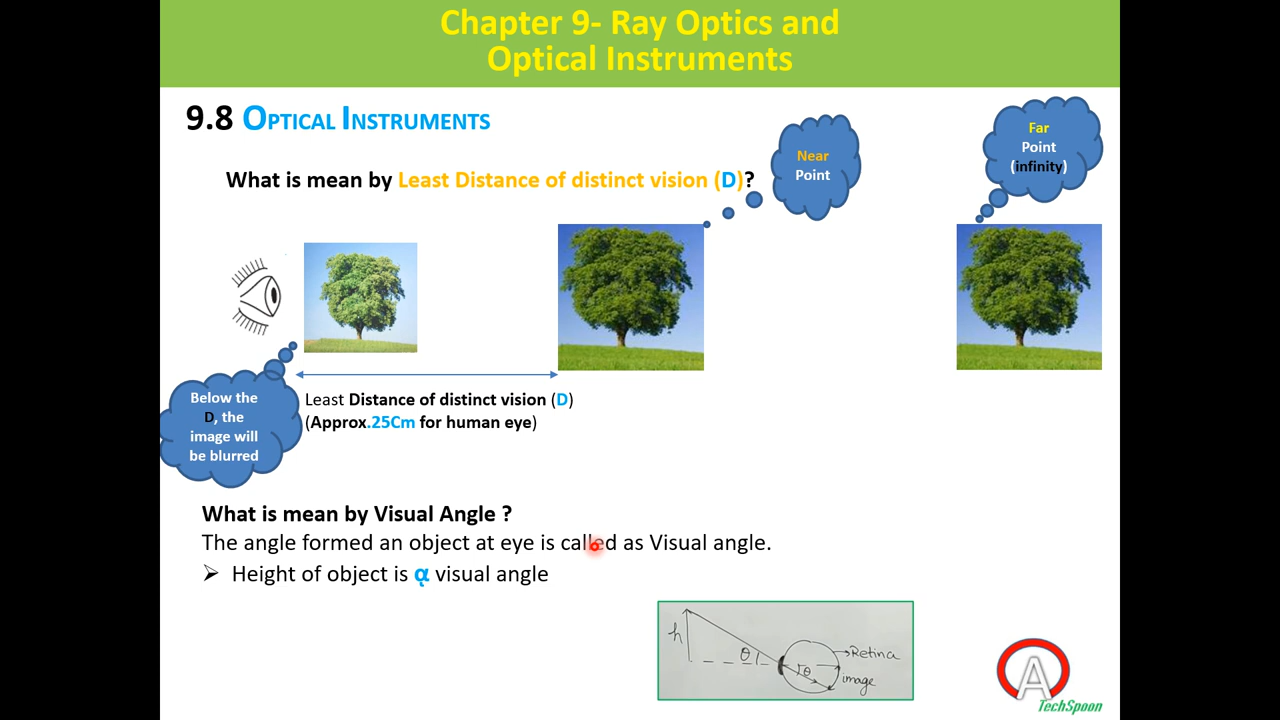 Chapter 9- Ray Optics and
Optical Instruments
9.8 OPTICAL INSTRUMENTS
What is mean by Least Distance of distinct vision (D)?
Near
Point
Far
Point
(infinity)
Below the
D, the
image will
be blurred
Least Distance of distinct vision (D)
(Approx.25Cm for human eye)
What is mean by Visual Angle ?
The angle formed an object at eye is called as Visual angle.
➢ Height of object is ᾳ visual angle
h
θ
θ
Retina
image
A
TechSpoon